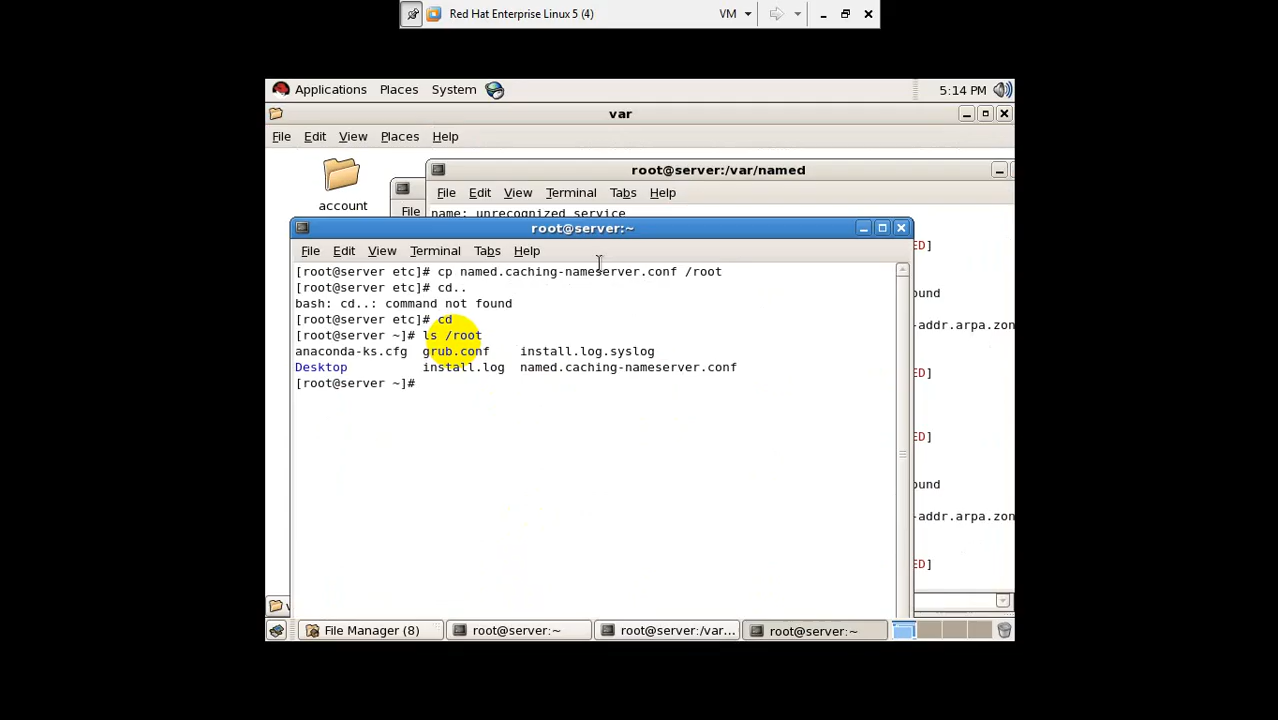 Red Hat Enterprise Linux 5 (4)
VM
Applications Places System
5:14 PM
var
File Edit View Places Help
account
root@server:/var/named
File Edit View Terminal Tabs Help
File
name: unrecognized service
root@server:~
File Edit View Terminal Tabs Help
[root@server etc]# cp named.caching-nameserver.conf /root
[root@server etc]# cd..
bash: cd..: command not found
[root@server etc]# cd
[root@server ~]# ls /root
anaconda-ks.cfg grub.conf install.log.syslog
Desktop install.log named.caching-nameserver.conf
[root@server ~]#
ED]
ound
-addr.arpa.zon
ED]
ED]
ound
-addr.arpa.zon
ED]
File Manager (8)
root@server:~
root@server:/var...
root@server:~